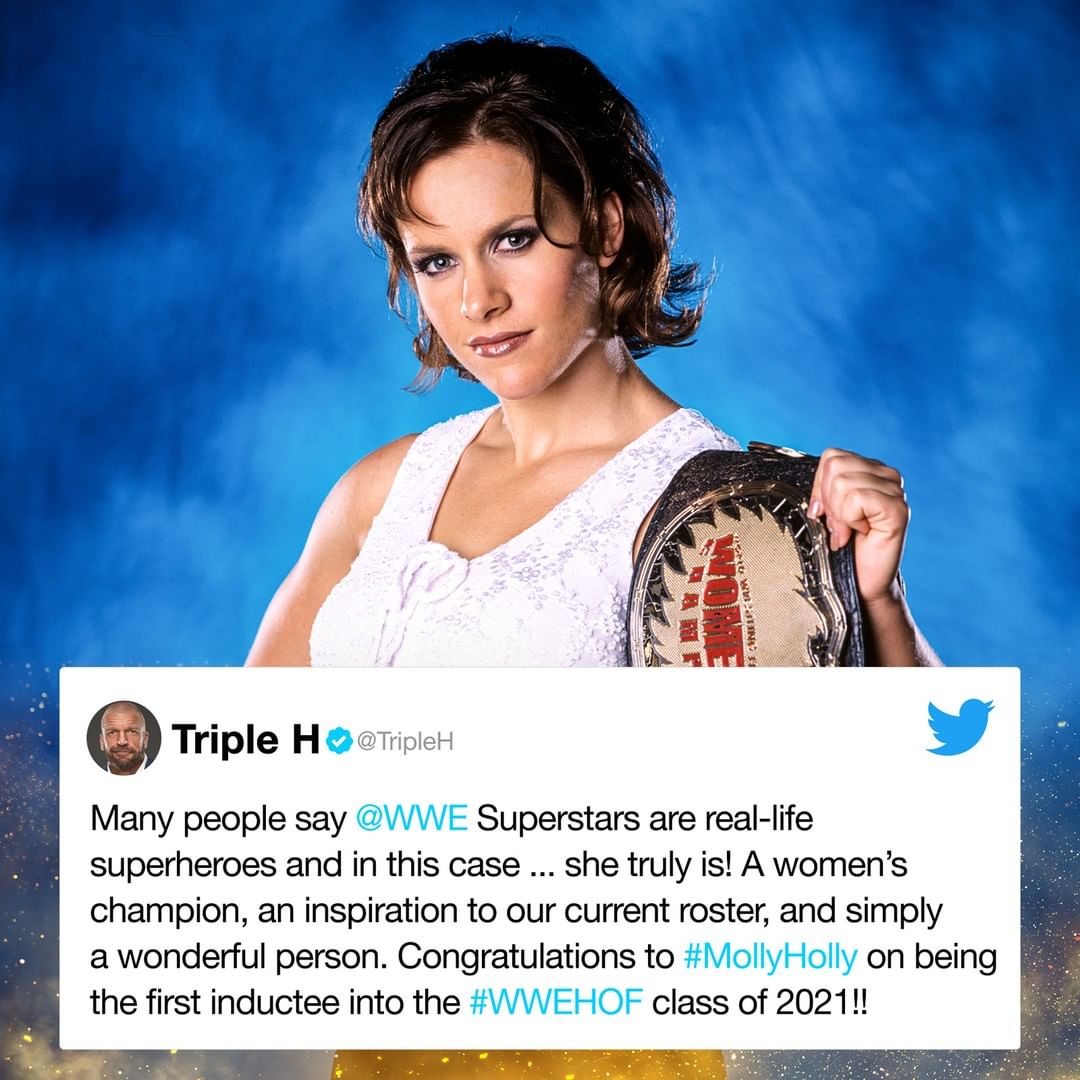 WOMEN
Triple H @TripleH
Many people say @WWE Superstars are real-life
superheroes and in this case ... she truly is! A women’s
champion, an inspiration to our current roster, and simply
a wonderful person. Congratulations to #MollyHolly on being
the first inductee into the #WWEHOF class of 2021!!